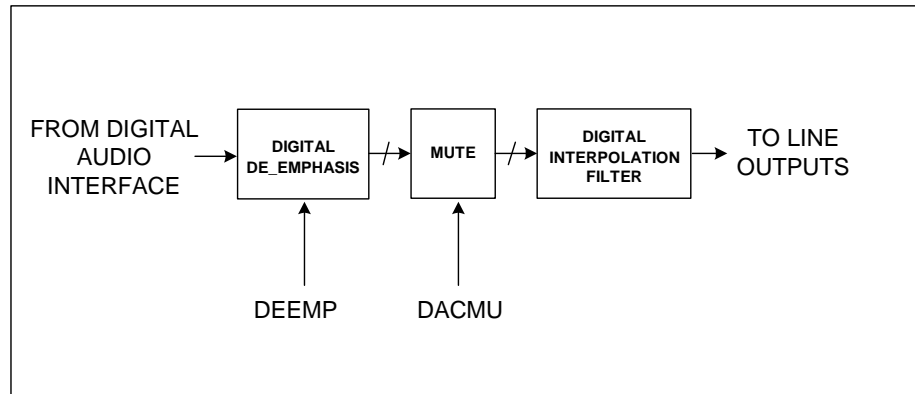 FROM DIGITAL
AUDIO
INTERFACE
DIGITAL
DE_EMPHASIS
MUTE
DIGITAL
INTERPOLATION
FILTER
TO LINE
OUTPUTS
DEEMP
DACMU